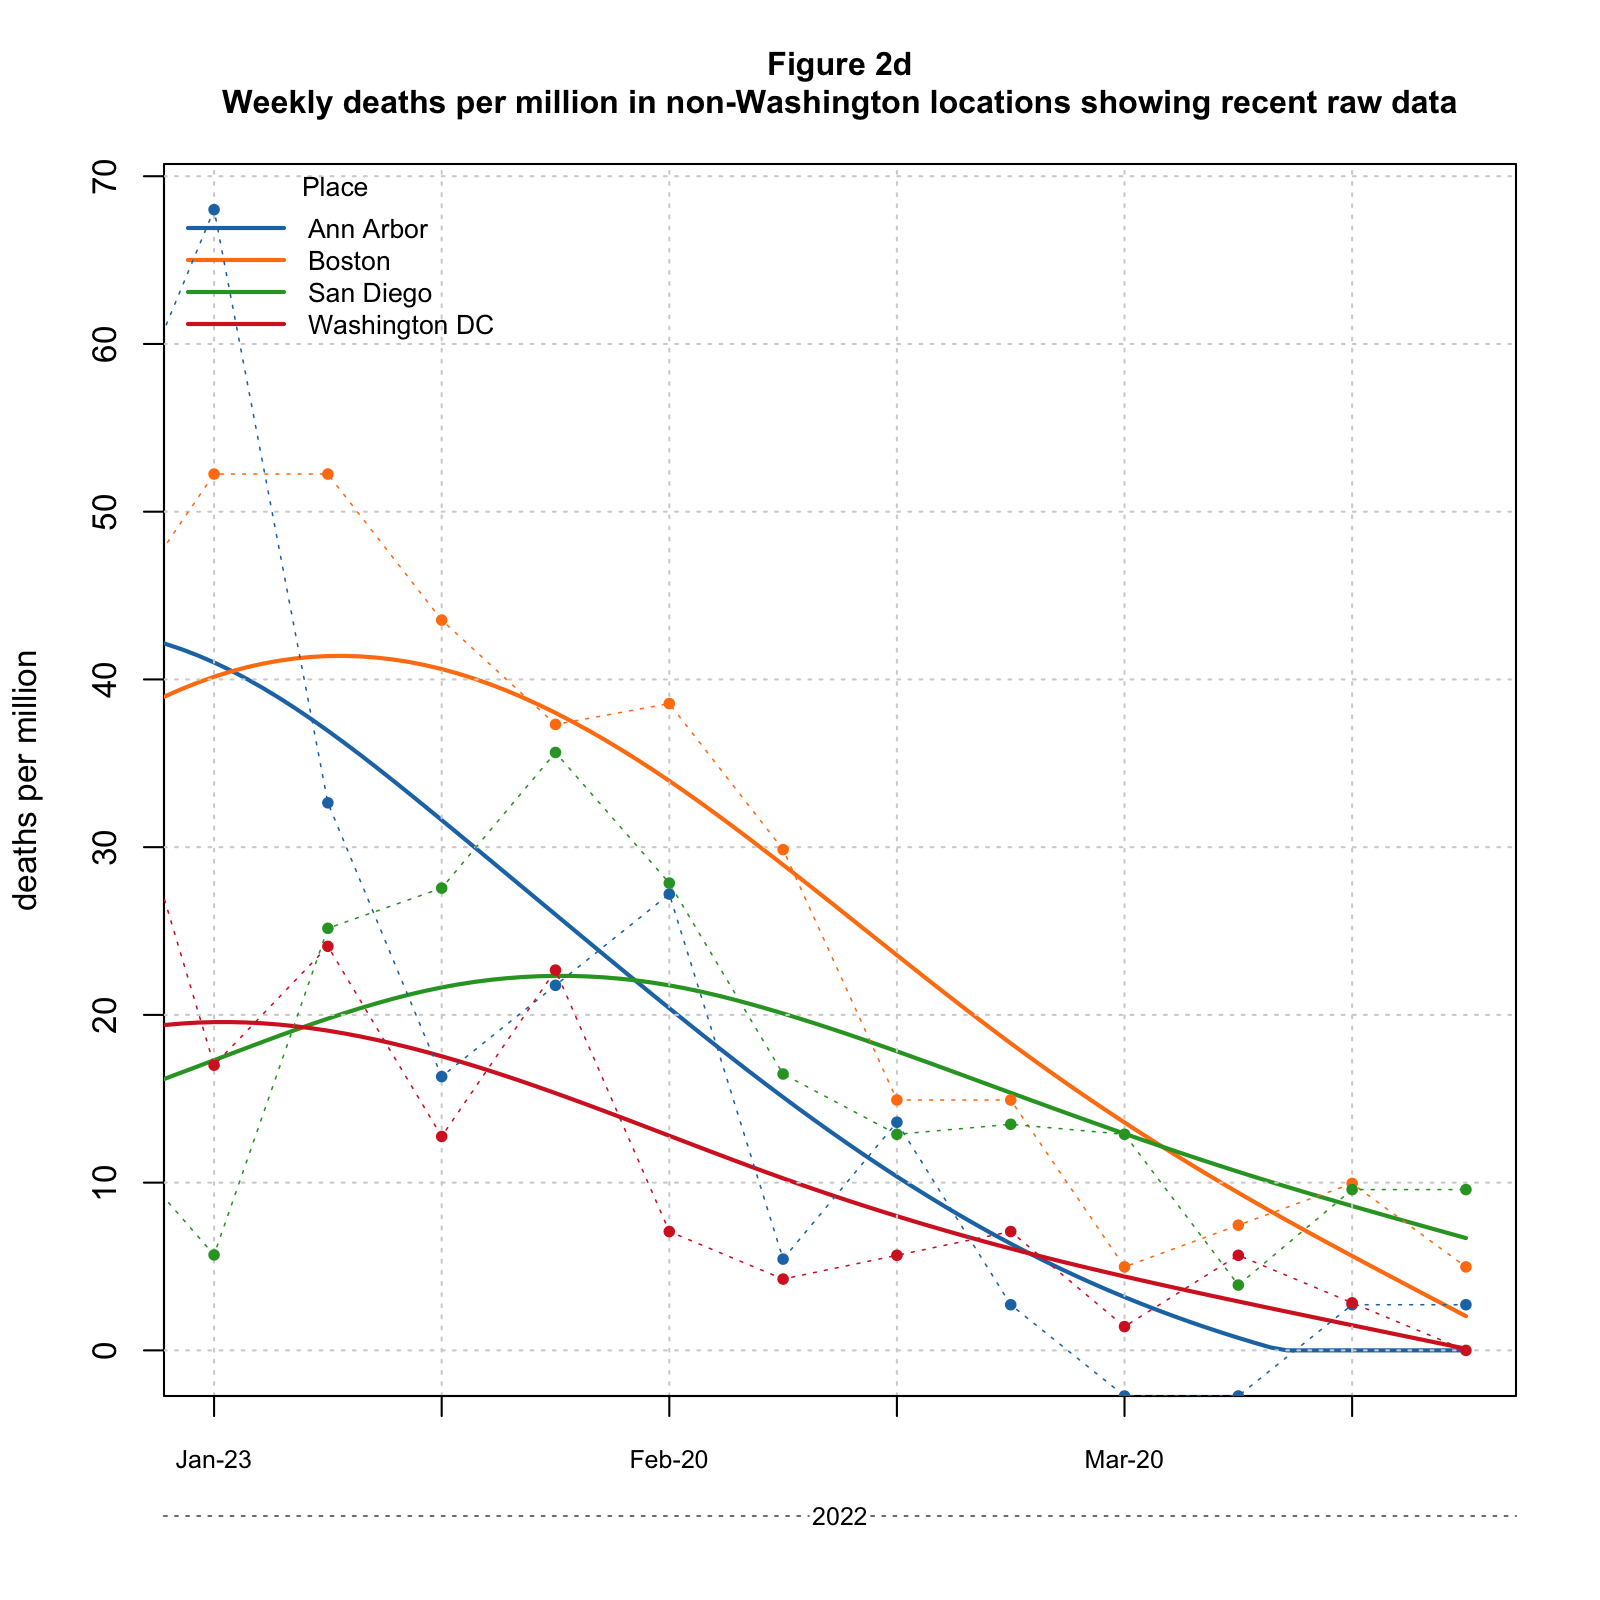 Figure 2d
Weekly deaths per million in non-Washington locations showing recent raw data
Place
Ann Arbor
Boston
San Diego
Washington DC
deaths per million
70
60
50
40
30
20
10
0
Jan-23
Feb-20
Mar-20
2022